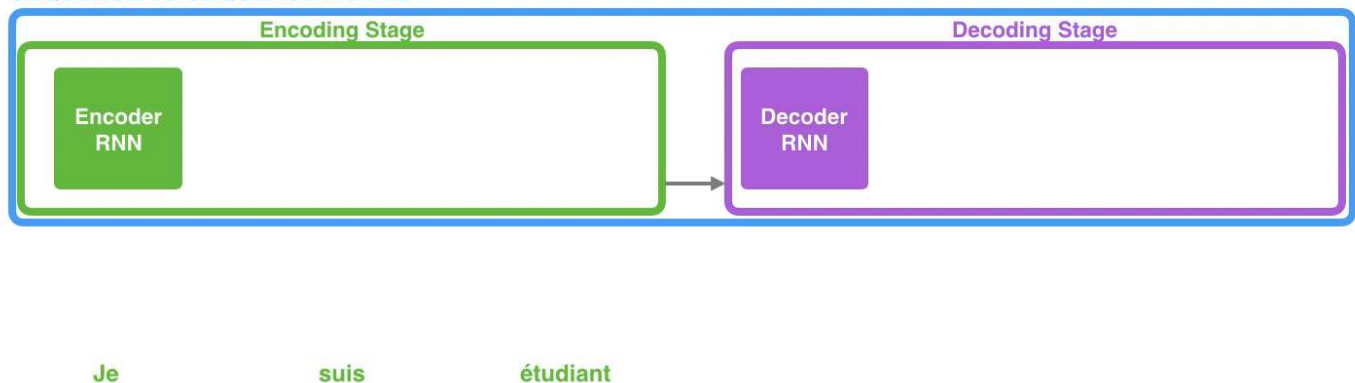 Encoding Stage
Decoding Stage
Encoder
RNN
Decoder
RNN
Je suis étudiant